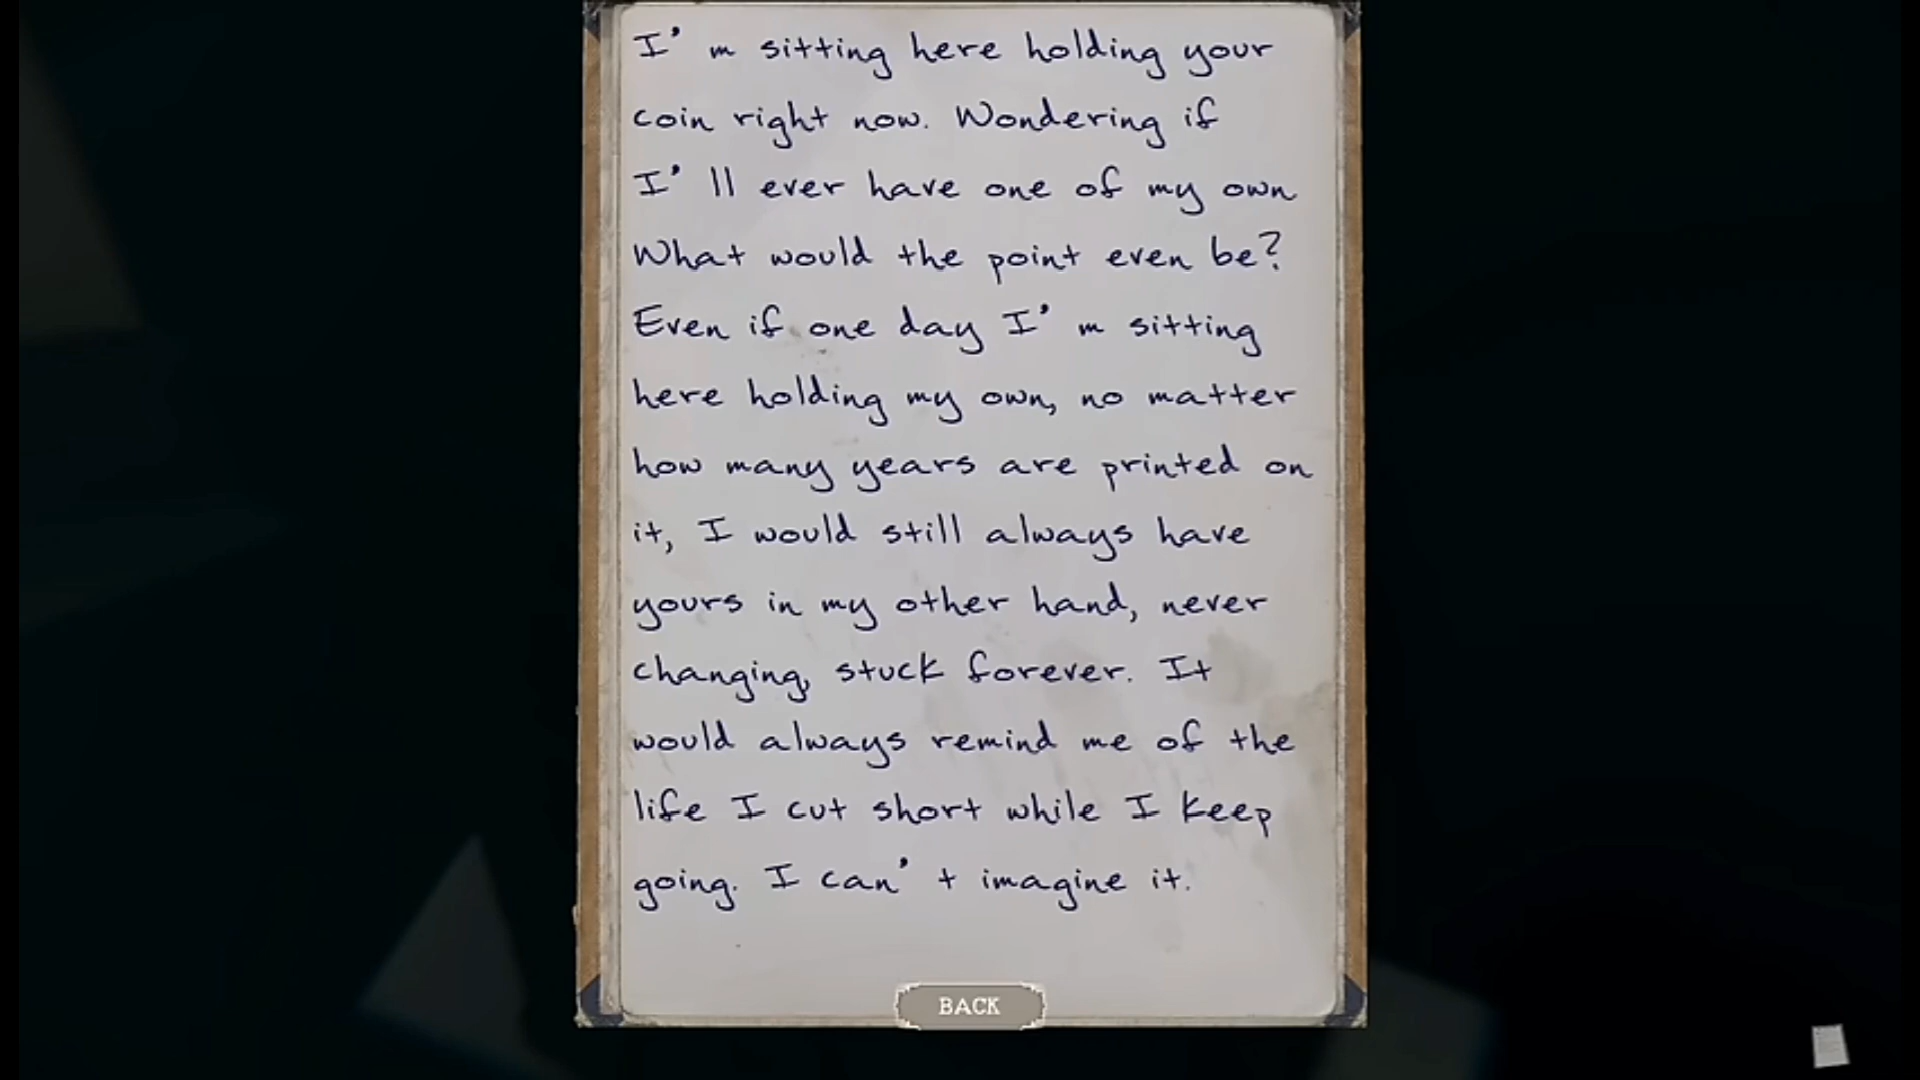 I' m sitting here holding your
coin right now. Wondering if
I' ll ever have one of my own
What would the point even be?
Even if one day I' m sitting
here holding my own, no matter
how many years are printed on
it, I would still always have
yours in my other hand, never
changing, stuck forever. It
would always remind me of the
life I cut short while I keep
going. I can' t imagine it.
BACK